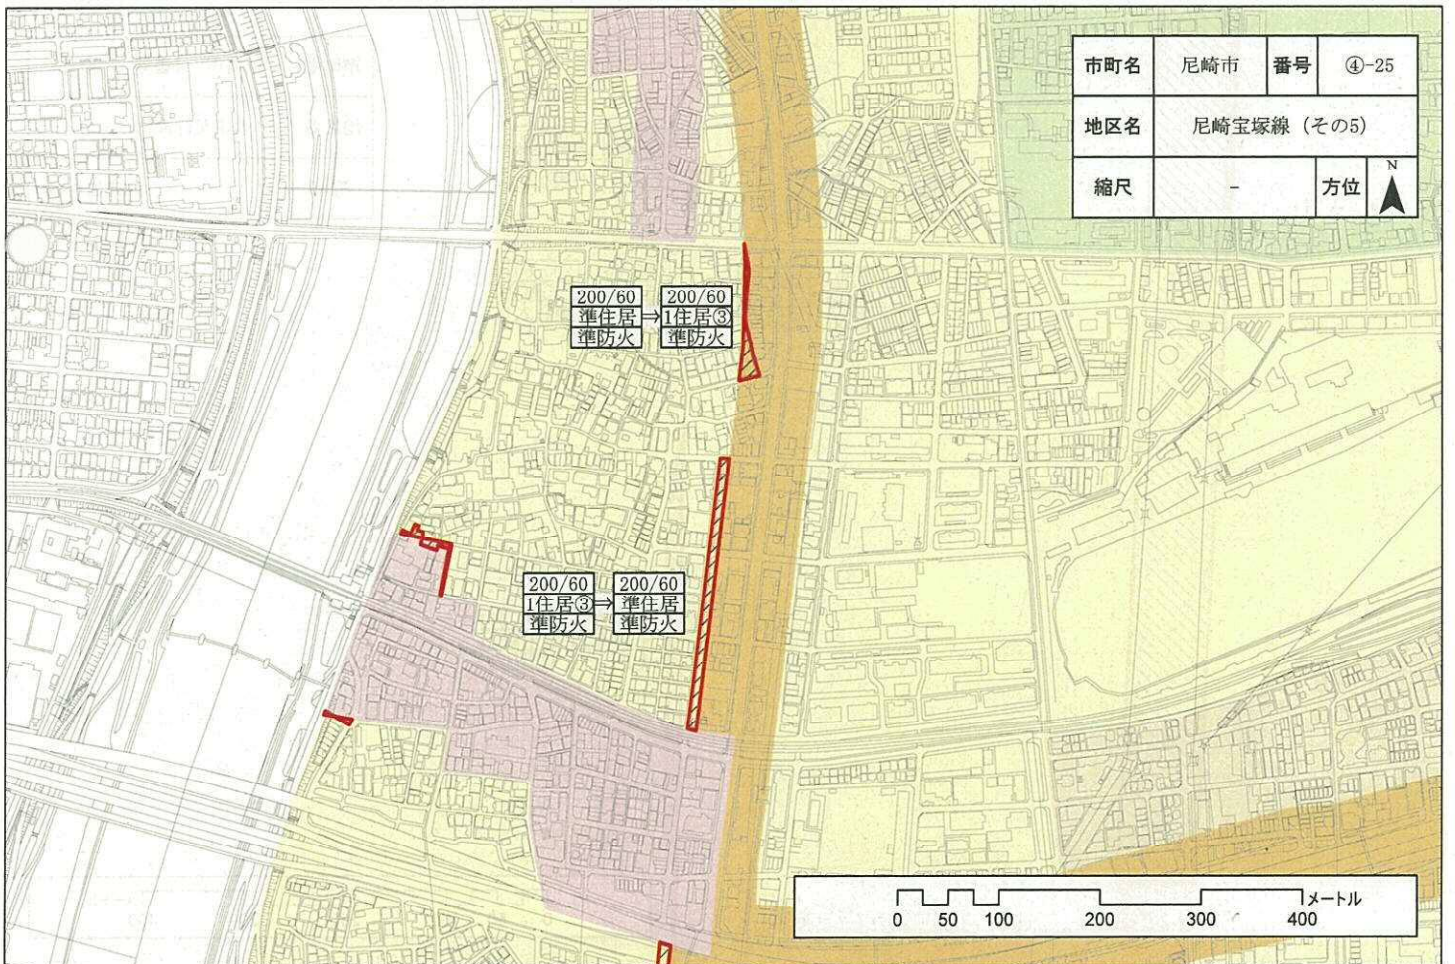 市町名 尼崎市 番号 ④-25
地区名 尼崎宝塚線（その5）
縮尺 - 方位 N
200/60 200/60
準住居⇒1住居③
準防火 準防火
200/60 200/60
1住居③⇒準住居
準防火 準防火
メートル
0 50 100 200 300 400